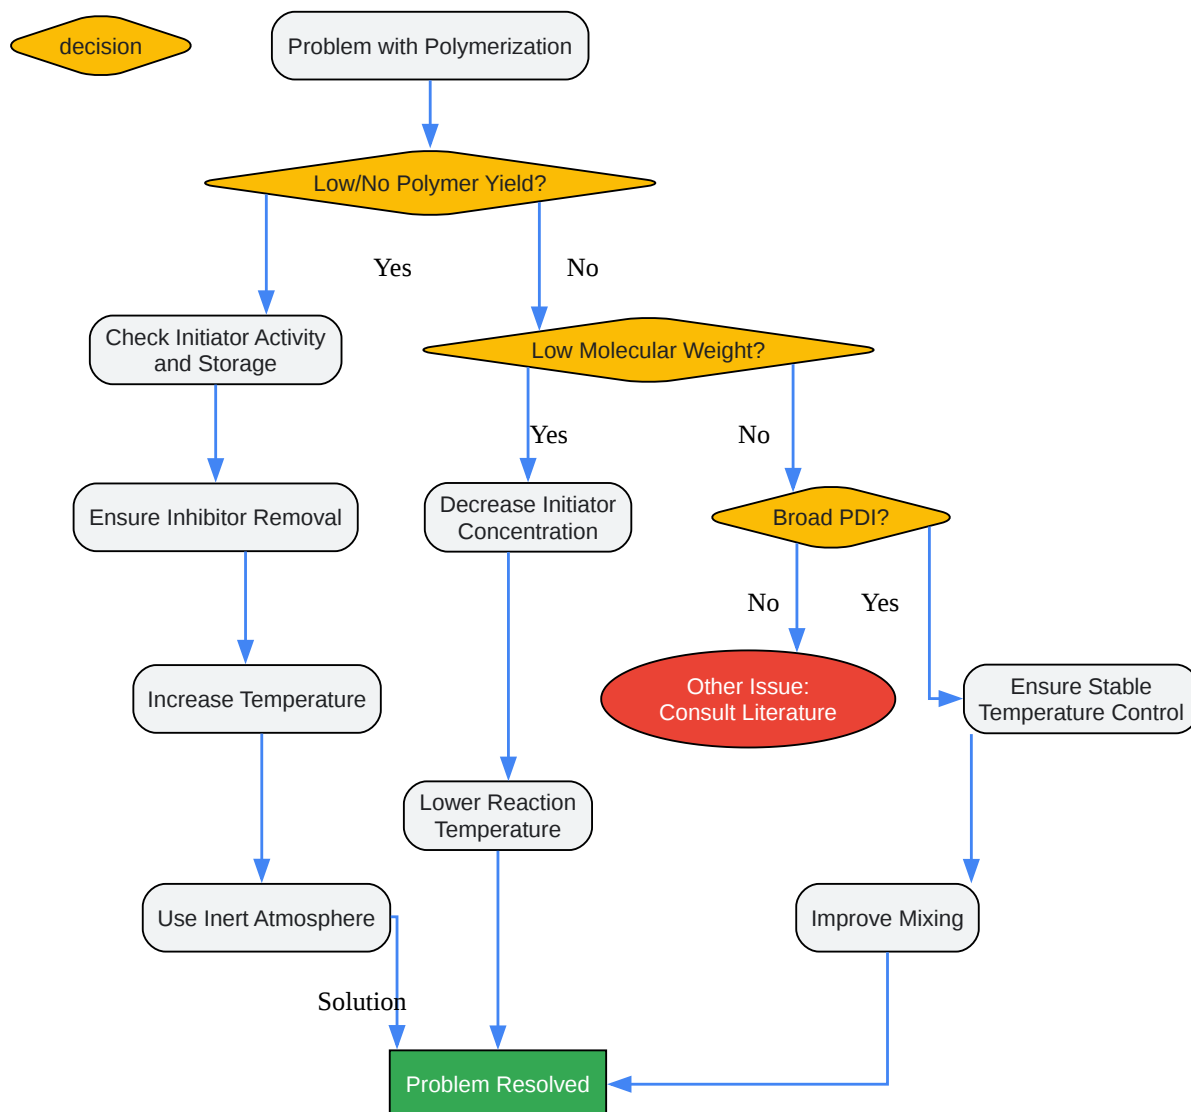 decision
Problem with Polymerization
Low/No Polymer Yield?
Yes
No
Check Initiator Activity
and Storage
Low Molecular Weight?
Yes
No
Ensure Inhibitor Removal
Decrease Initiator
Concentration
Broad PDI?
No
Yes
Increase Temperature
Other Issue:
Consult Literature
Ensure Stable
Temperature Control
Lower Reaction
Temperature
Use Inert Atmosphere
Improve Mixing
Solution
Problem Resolved